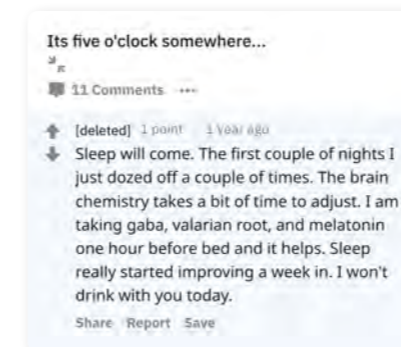 Its five o'clock somewhere...
11 Comments ...
[deleted] 1 point 1 year ago
Sleep will come. The first couple of nights I
just dozed off a couple of times. The brain
chemistry takes a bit of time to adjust. I am
taking gaba, valarian root, and melatonin
one hour before bed and it helps. Sleep
really started improving a week in. I won't
drink with you today.
Share Report Save